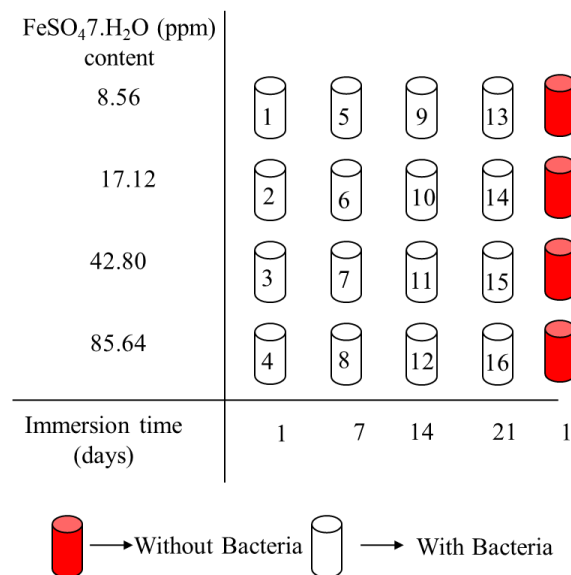 FeSO₄7.H₂O (ppm)
content
8.56 1 5 9 13
17.12 2 6 10 14
42.80 3 7 11 15
85.64 4 8 12 16
Immersion time
(days)
1 7 14 21 1
Without Bacteria With Bacteria